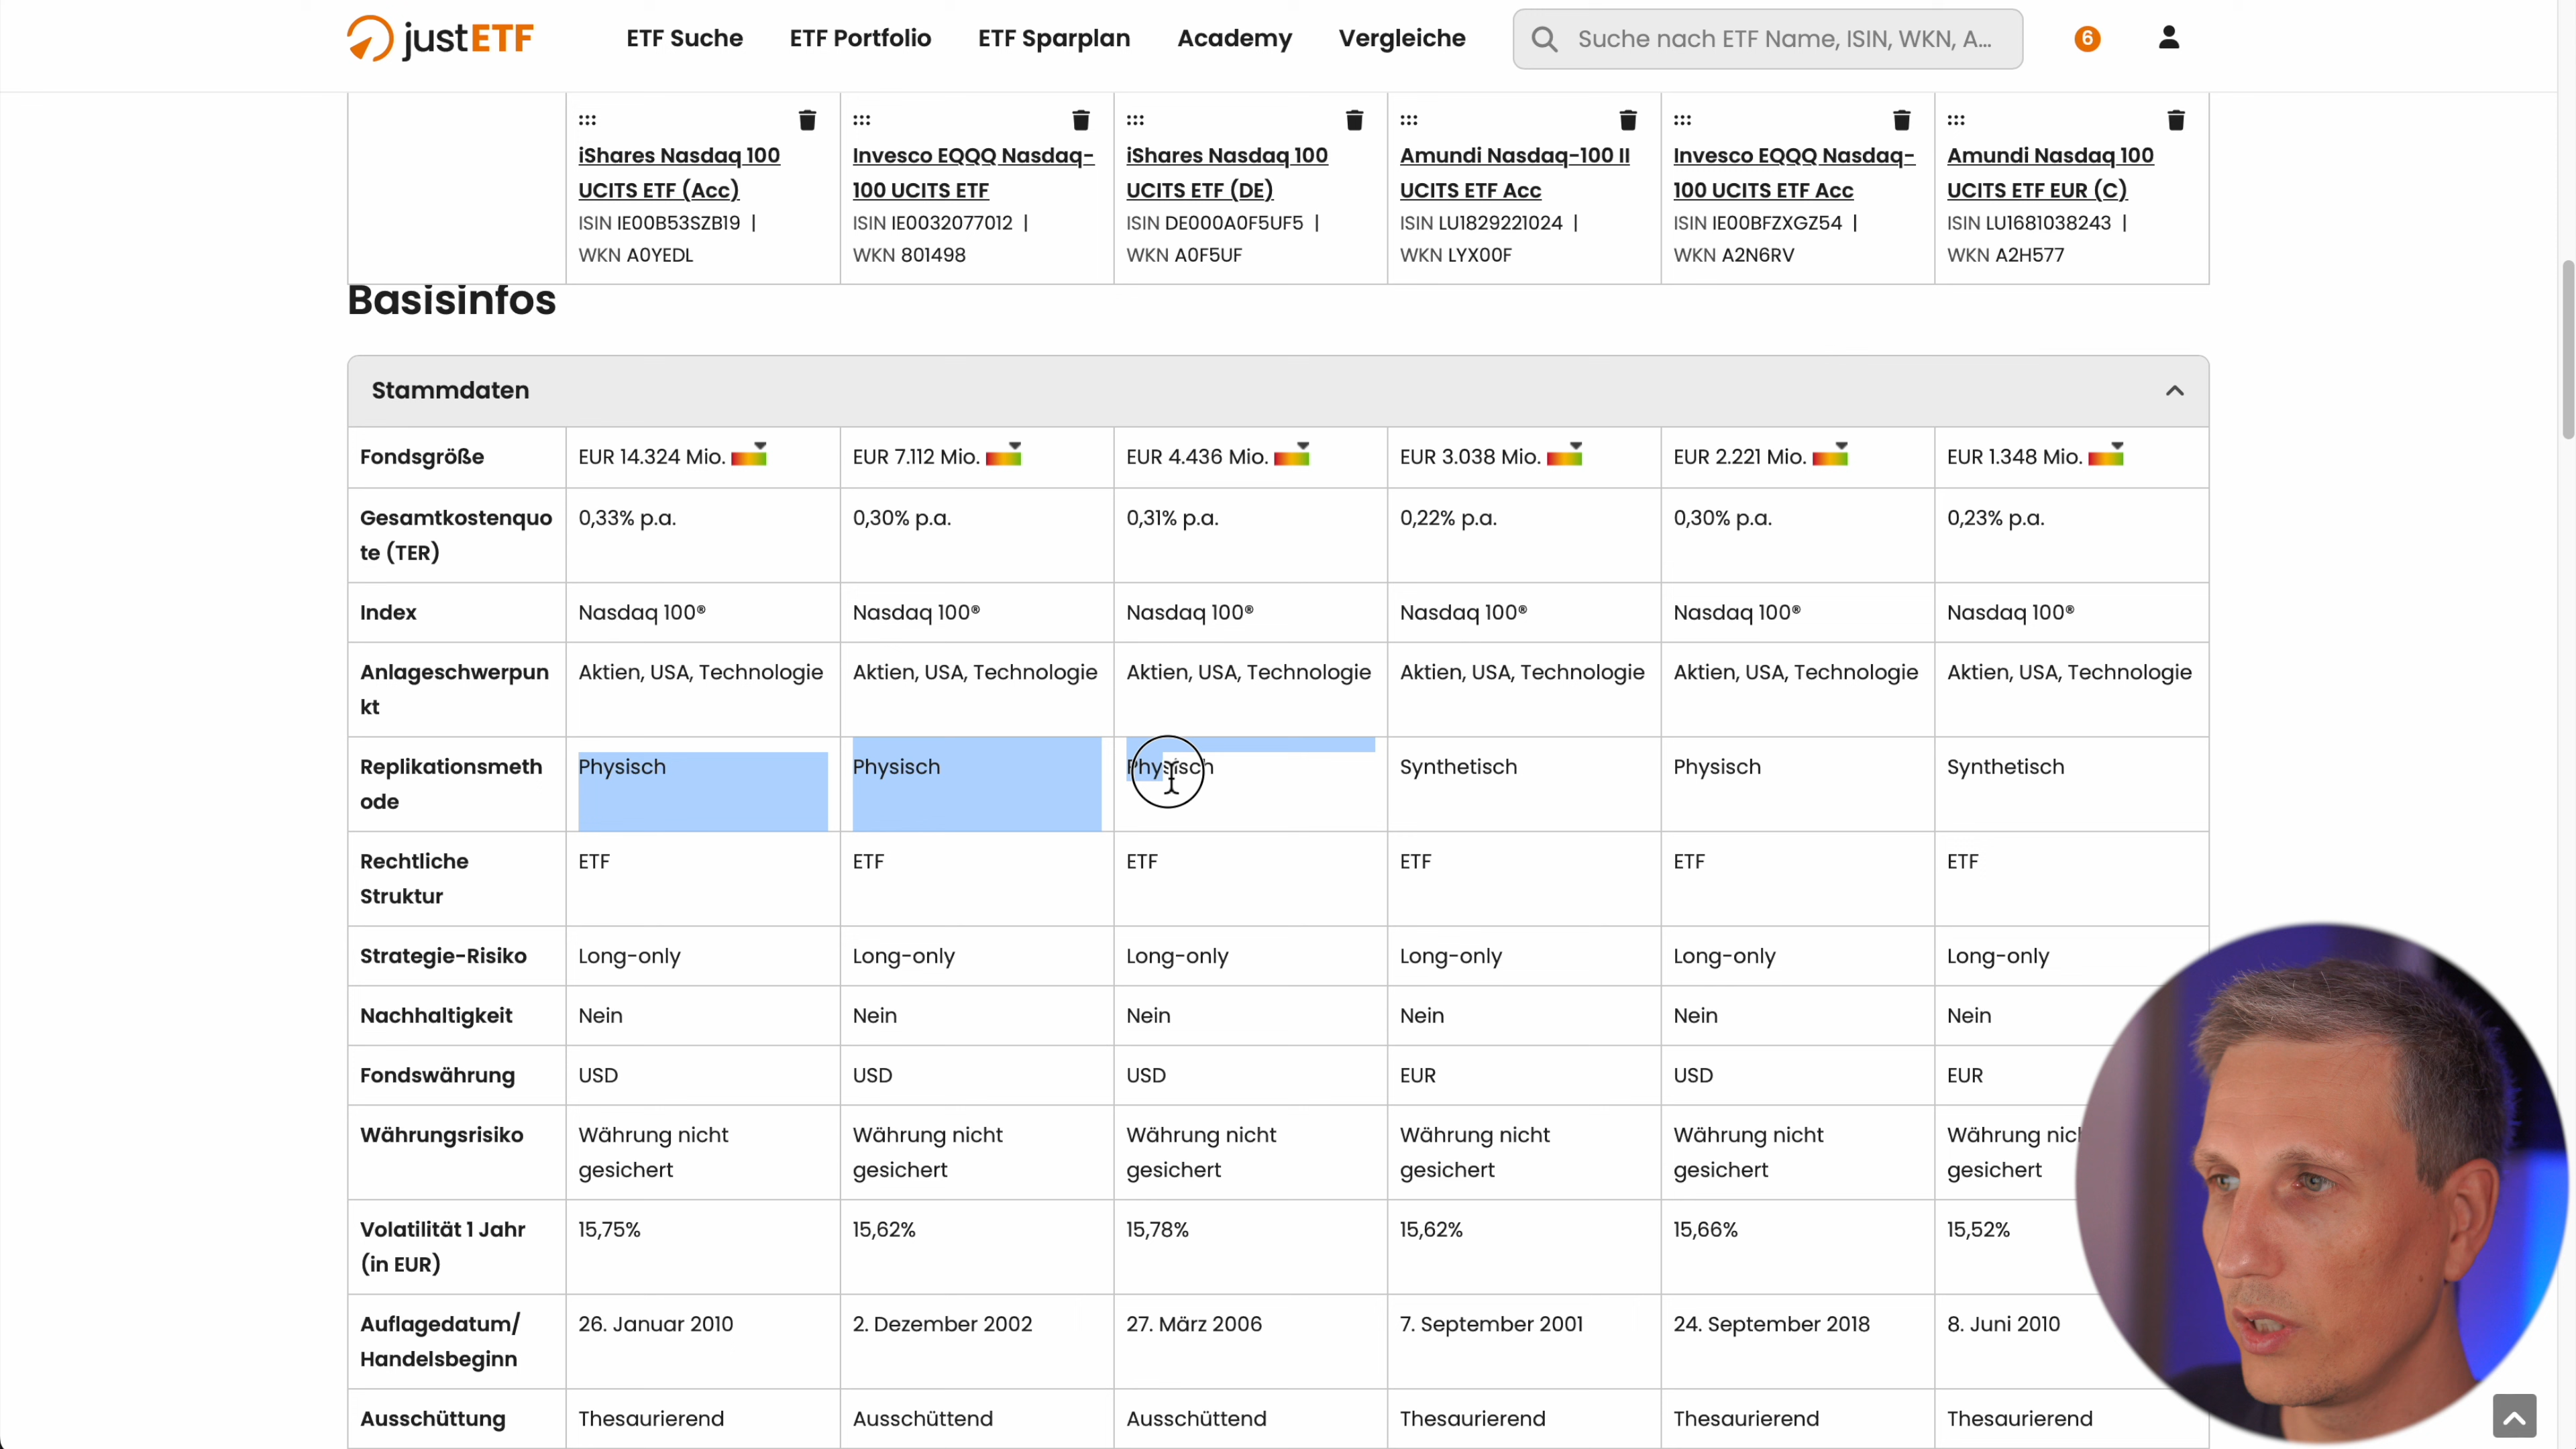 justETF
ETF Suche
ETF Portfolio
ETF Sparplan
Academy
Vergleiche
Suche nach ETF Name, ISIN, WKN, A...
6
iShares Nasdaq 100
UCITS ETF (Acc)
ISIN IE00B53SZB19 |
WKN A0YEDL
Invesco EQQQ Nasdaq-
100 UCITS ETF
ISIN IE0032077012 |
WKN 801498
iShares Nasdaq 100
UCITS ETF (DE)
ISIN DE000A0F5UF5 |
WKN A0F5UF
Amundi Nasdaq-100 II
UCITS ETF Acc
ISIN LU1829221024 |
WKN LYX00F
Invesco EQQQ Nasdaq-
100 UCITS ETF Acc
ISIN IE00BFZXGZ54 |
WKN A2N6RV
Amundi Nasdaq 100
UCITS ETF EUR (C)
ISIN LU1681038243 |
WKN A2H577
Basisinfos
Stammdaten
Fondsgröße
EUR 14.324 Mio.
EUR 7.112 Mio.
EUR 4.436 Mio.
EUR 3.038 Mio.
EUR 2.221 Mio.
EUR 1.348 Mio.
Gesamtkostenquo
te (TER)
0,33% p.a.
0,30% p.a.
0,31% p.a.
0,22% p.a.
0,30% p.a.
0,23% p.a.
Index
Nasdaq 100®
Nasdaq 100®
Nasdaq 100®
Nasdaq 100®
Nasdaq 100®
Nasdaq 100®
Anlageschwerpun
kt
Aktien, USA, Technologie
Aktien, USA, Technologie
Aktien, USA, Technologie
Aktien, USA, Technologie
Aktien, USA, Technologie
Aktien, USA, Technologie
Replikationsmeth
ode
Physisch
Physisch
Physisch
Synthetisch
Physisch
Synthetisch
Rechtliche
Struktur
ETF
ETF
ETF
ETF
ETF
ETF
Strategie-Risiko
Long-only
Long-only
Long-only
Long-only
Long-only
Long-only
Nachhaltigkeit
Nein
Nein
Nein
Nein
Nein
Nein
Fondswährung
USD
USD
USD
EUR
USD
EUR
Währungsrisiko
Währung nicht
gesichert
Währung nicht
gesichert
Währung nicht
gesichert
Währung nicht
gesichert
Währung nicht
gesichert
Währung nich
gesichert
Volatilität 1 Jahr
(in EUR)
15,75%
15,62%
15,78%
15,62%
15,66%
15,52%
Auflagedatum/
Handelsbeginn
26. Januar 2010
2. Dezember 2002
27. März 2006
7. September 2001
24. September 2018
8. Juni 2010
Ausschüttung
Thesaurierend
Ausschüttend
Ausschüttend
Thesaurierend
Thesaurierend
Thesaurierend